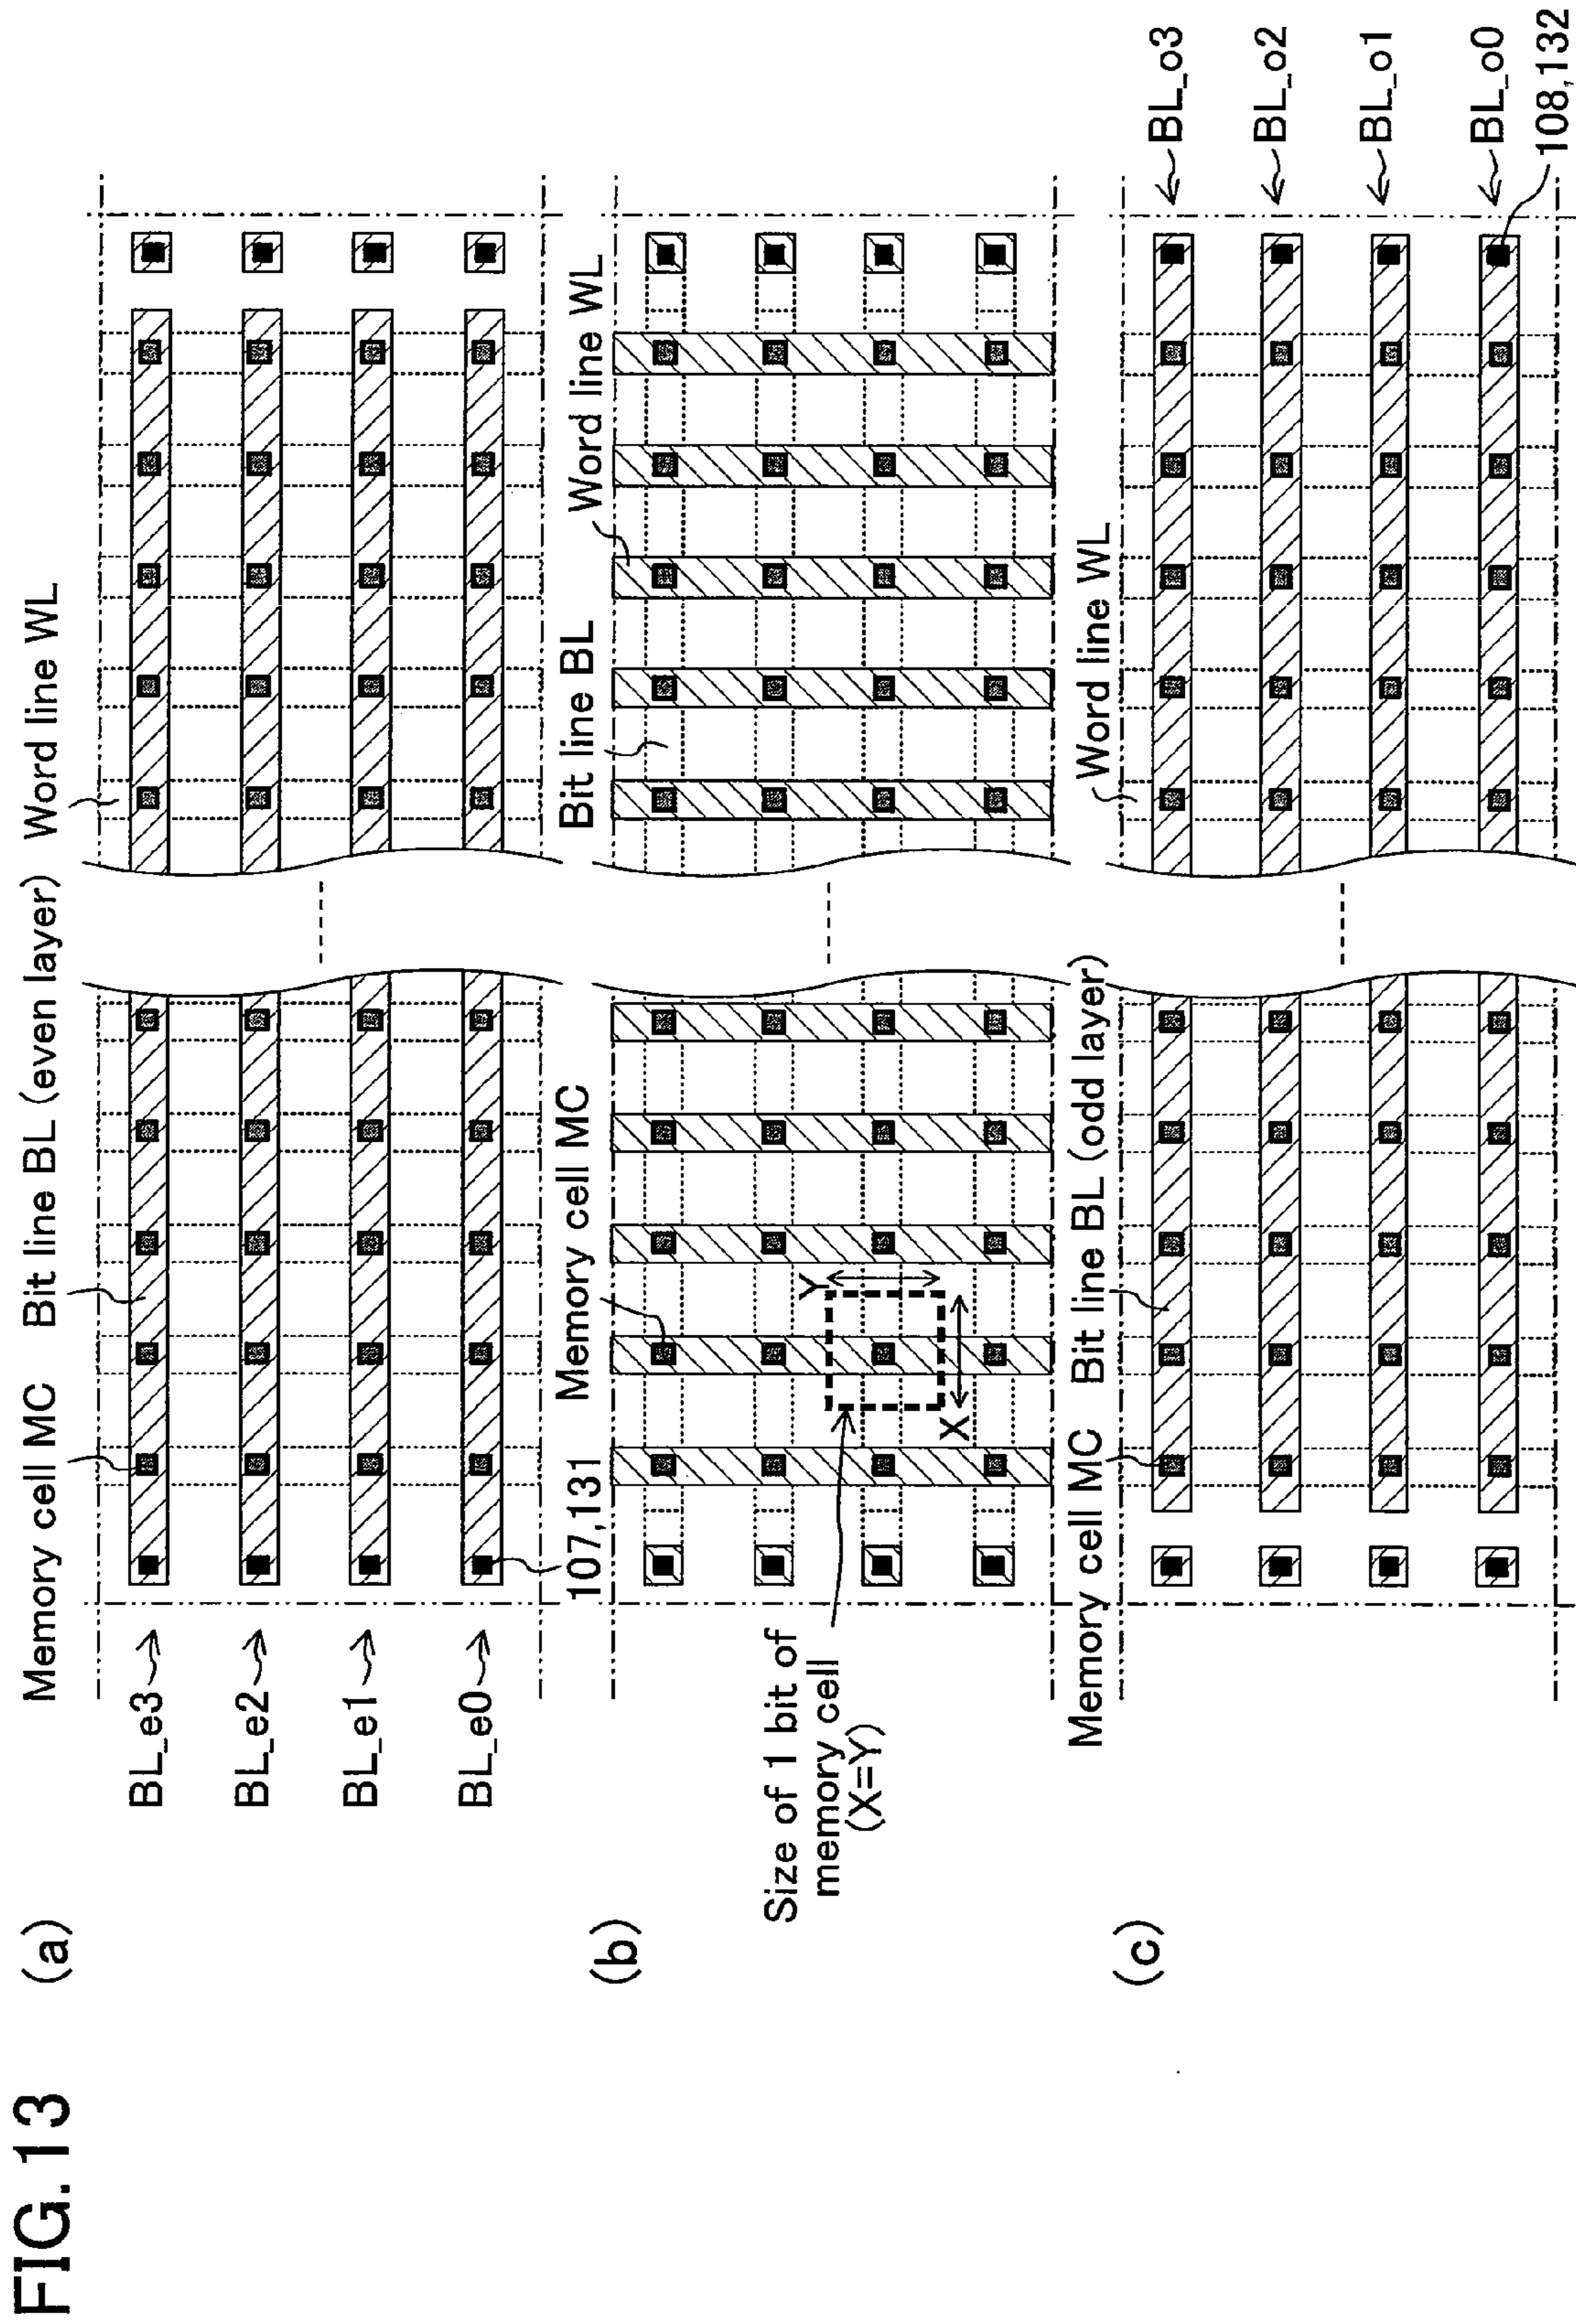 FIG.13
(a)
Memory cell MC
Bit line BL (even layer)
Word line WL
BL_e3
BL_e2
BL_e1
BL_e0
107,131
(b)
Memory cell MC
Bit line BL
Word line WL
Size of 1 bit of
memory cell
(X=Y)
Y
X
(c)
Memory cell MC
Bit line BL (odd layer)
Word line WL
BL_o3
BL_o2
BL_o1
BL_o0
108,132